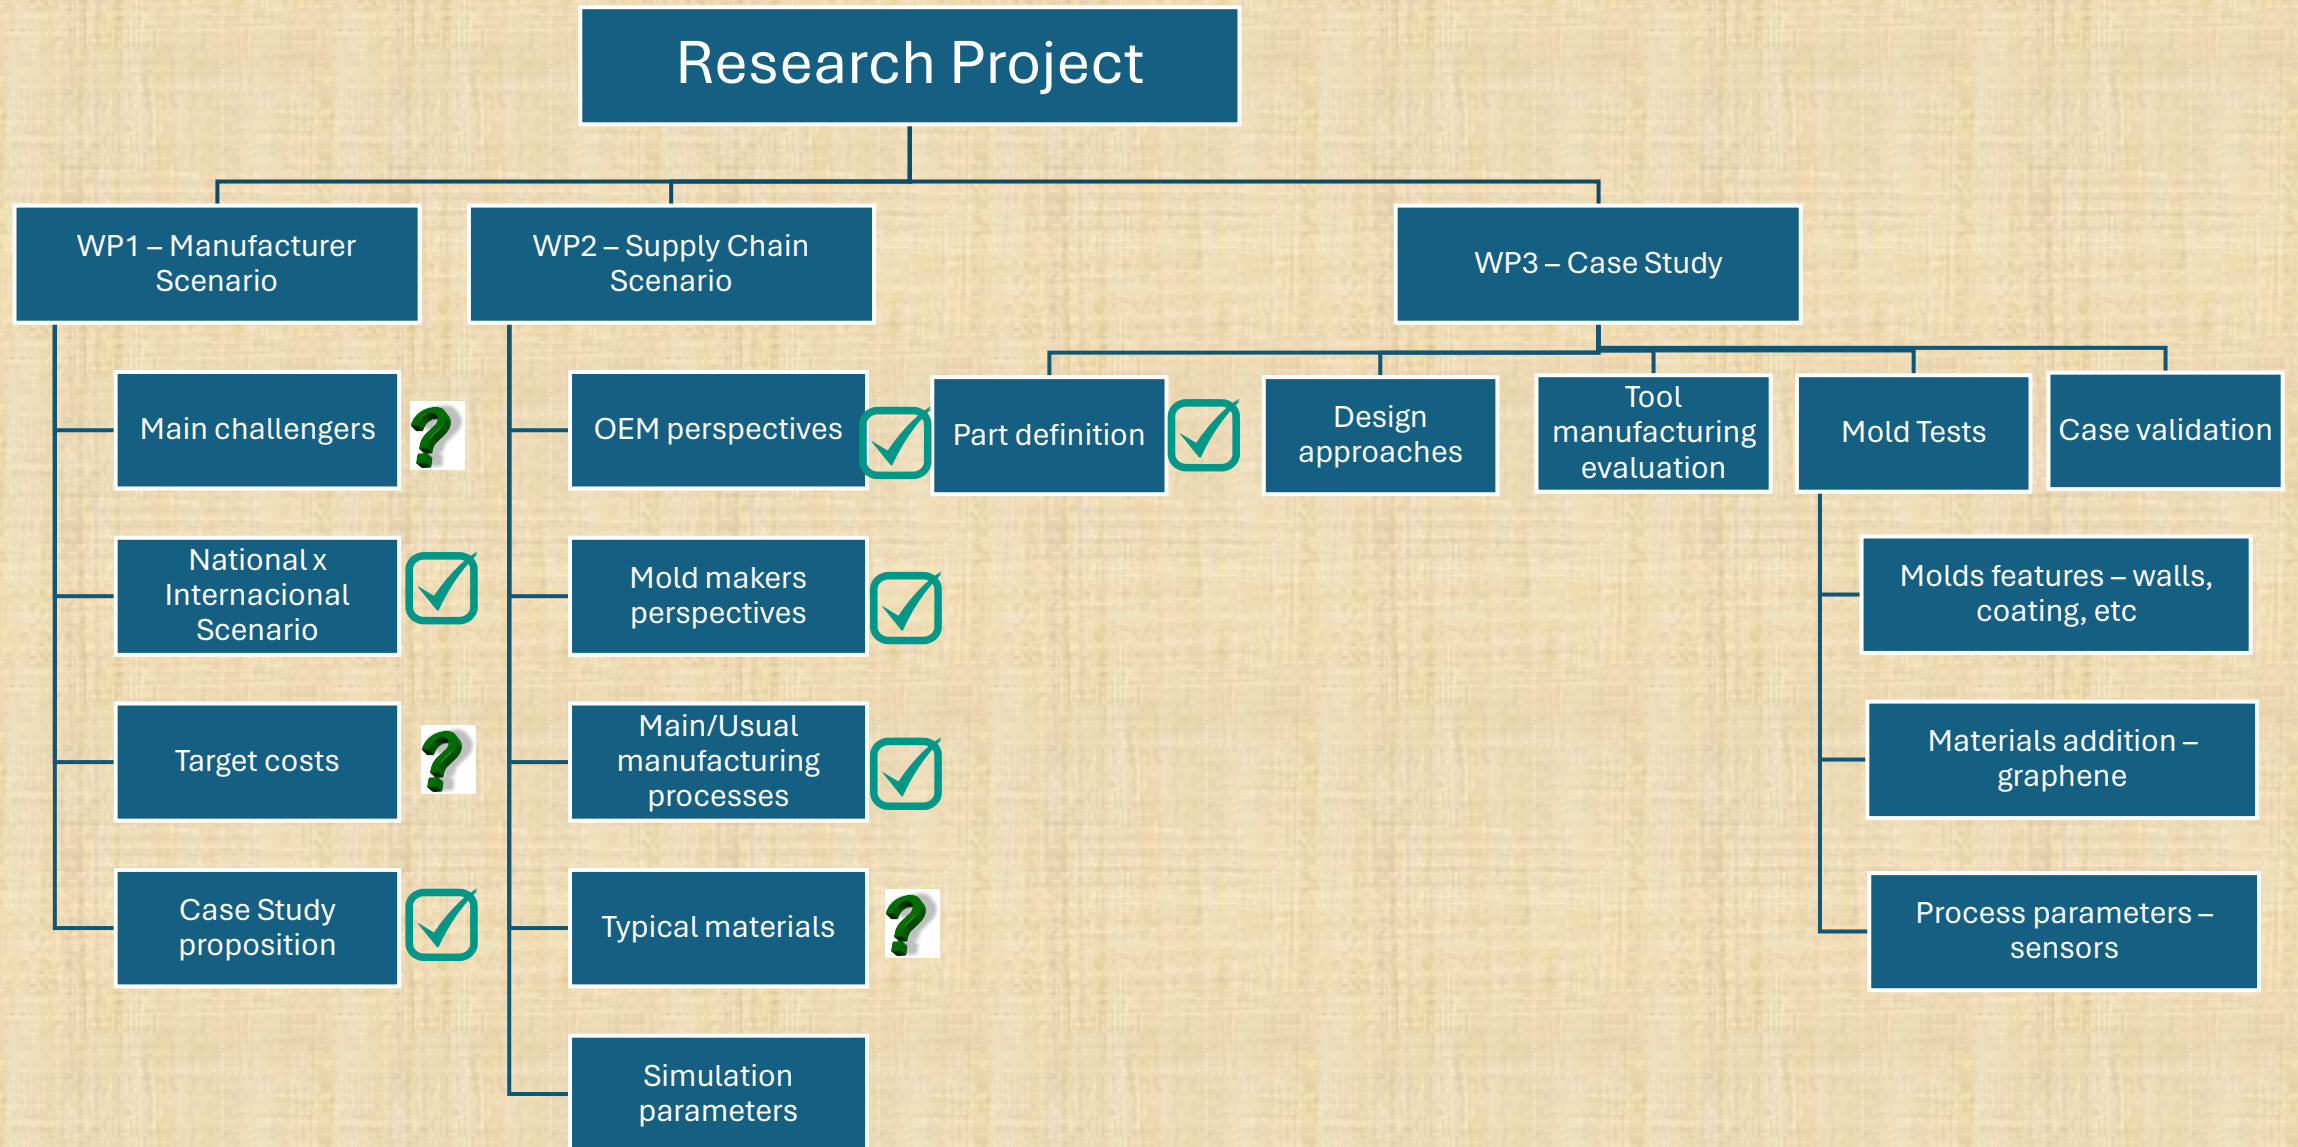 Research Project
WP1 – Manufacturer
Scenario
WP2 – Supply Chain
Scenario
WP3 – Case Study
Main challengers
National x
Internacional
Scenario
Target costs
Case Study
proposition
OEM perspectives
Mold makers
perspectives
Main/Usual
manufacturing
processes
Typical materials
Simulation
parameters
Part definition
Design
approaches
Tool
manufacturing
evaluation
Mold Tests
Case validation
Molds features – walls,
coating, etc
Materials addition –
graphene
Process parameters –
sensors